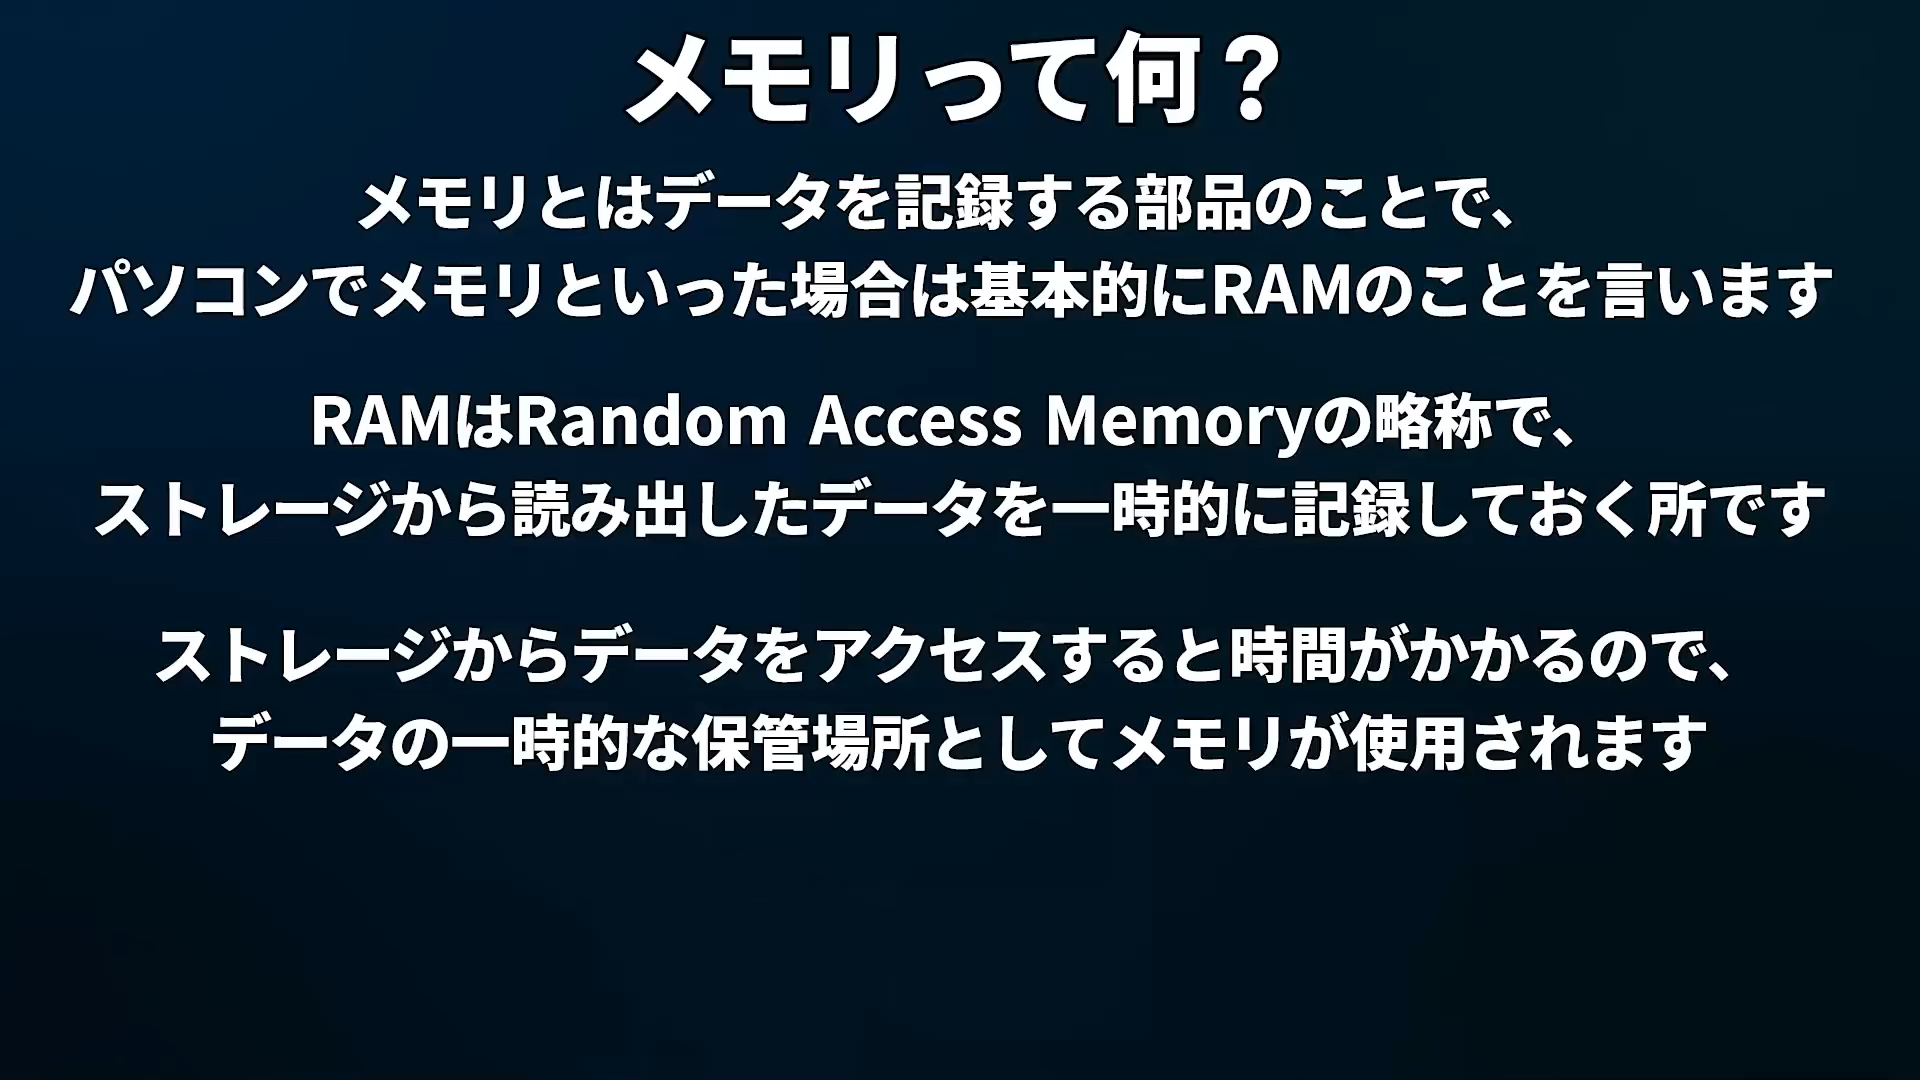 メモリって何？
メモリとはデータを記録する部品のことで、
パソコンでメモリといった場合は基本的にRAMのことを言います
RAMはRandom Access Memoryの略称で、
ストレージから読み出したデータを一時的に記録しておく所です
ストレージからデータをアクセスすると時間がかかるので、
データの一時的な保管場所としてメモリが使用されます